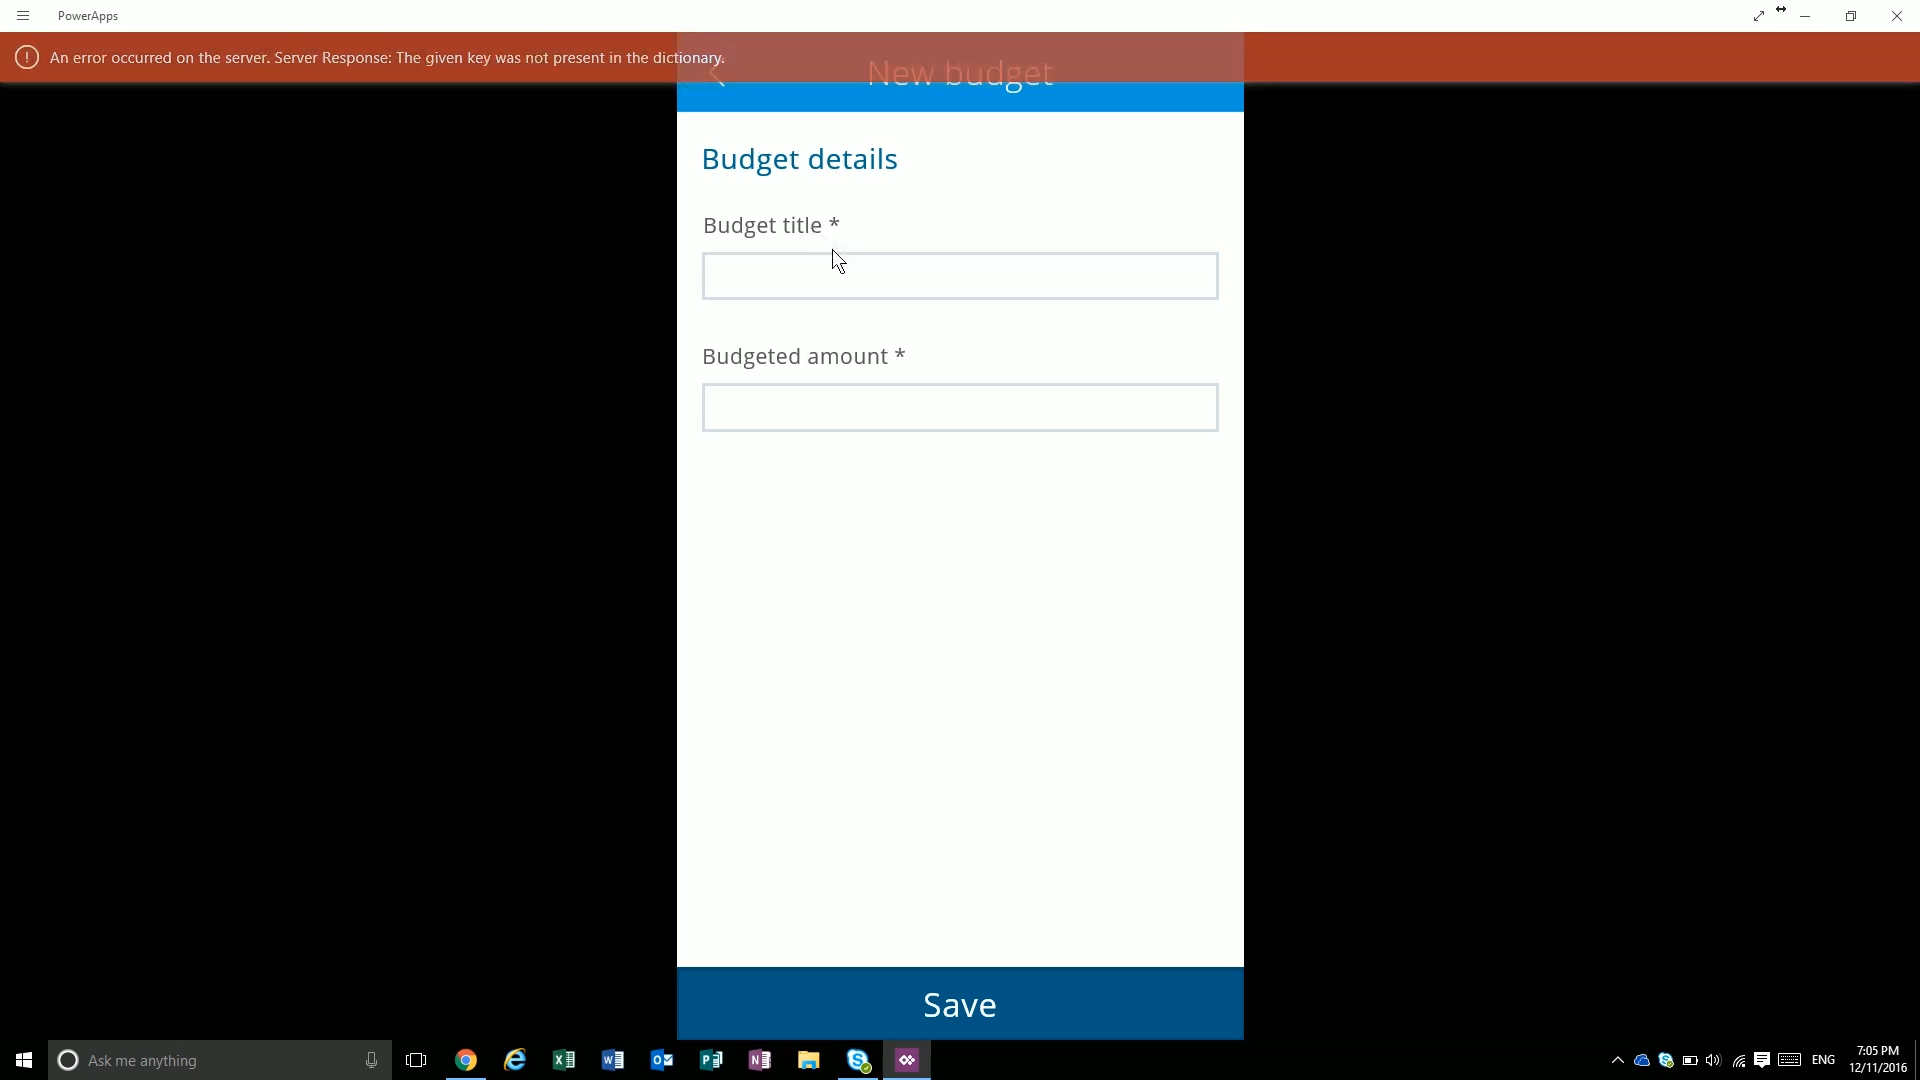 PowerApps
An error occurred on the server. Server Response: The given key was not present in the dictionary.
New budget
Budget details
Budget title *
Budgeted amount *
Save
Ask me anything
ENG
7:05 PM
12/11/2016